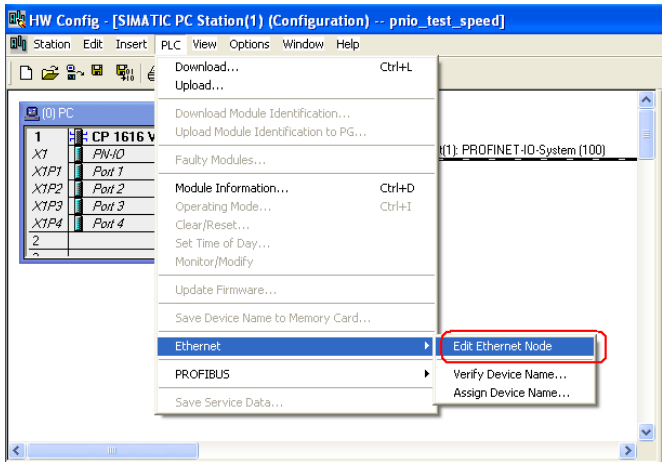 HW Config - [SIMATIC PC Station(1) (Configuration) -- pnio_test_speed]
Station Edit Insert PLC View Options Window Help
Download... Ctrl+L
Upload...
Download Module Identification...
Upload Module Identification to PG...
Faulty Modules...
Module Information... Ctrl+D
Operating Mode... Ctrl+I
Clear/Reset...
Set Time of Day...
Monitor/Modify
Update Firmware...
Save Device Name to Memory Card...
Ethernet
PROFIBUS
Save Service Data...
Edit Ethernet Node
Verify Device Name...
Assign Device Name...
(0) PC
1 CP 1616 V
X1 PN-IO
X1P1 Port 1
X1P2 Port 2
X1P3 Port 3
X1P4 Port 4
2
t(1): PROFINET-IO-System (100)